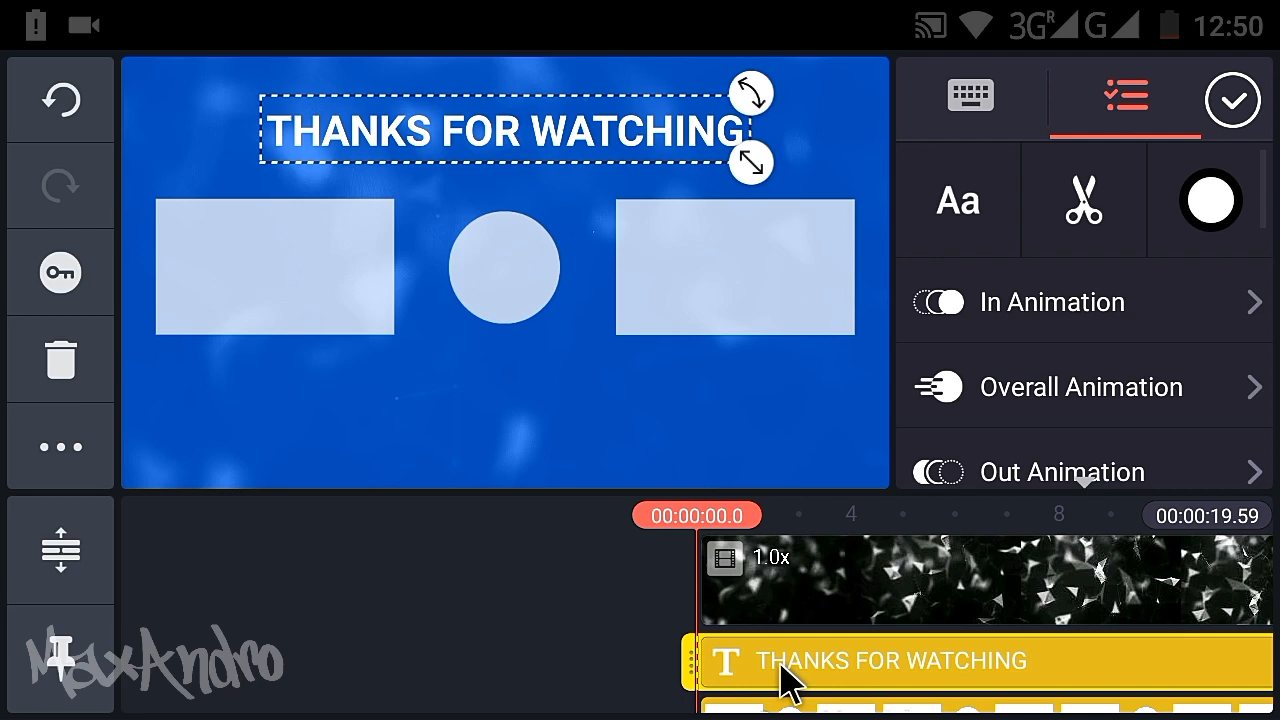 3G R G 12:50
THANKS FOR WATCHING
Aa
In Animation
Overall Animation
Out Animation
00:00:00.0 4 8 00:00:19.59
1.0x
T THANKS FOR WATCHING
MaxAndro